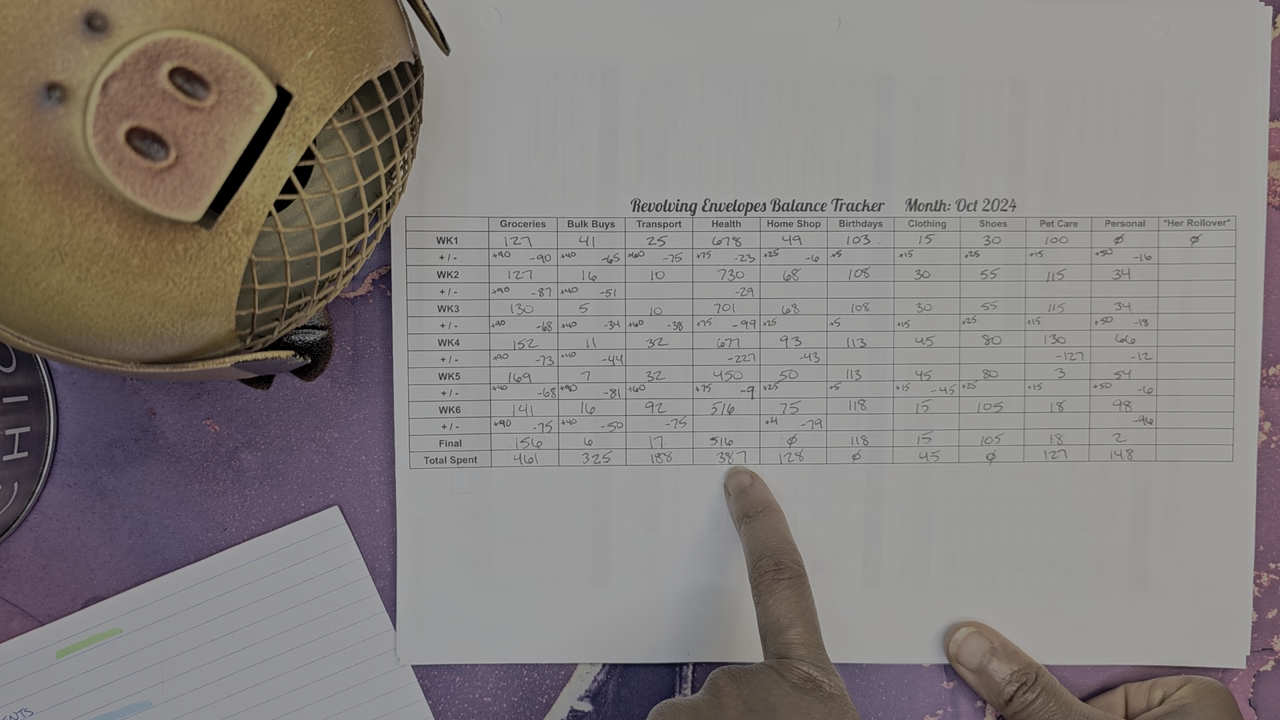 Revolving Envelopes Balance Tracker Month: Oct 2024
Groceries Bulk Buys Transport Health Home Shop Birthdays Clothing Shoes Pet Care Personal "Her Rollover"
WK1 127 41 25 678 49 103 15 30 100 ∅ ∅
+ / - +90 -90 +40 -65 +60 -75 +75 -23 +25 -6 +5 +15 +25 +15 +50 -16
WK2 127 16 10 730 68 108 30 55 115 34
+ / - +90 -87 +40 -51 -29
WK3 130 5 10 701 68 108 30 55 115 34
+ / - +90 -68 +40 -34 +60 -38 +75 -99 +25 +5 +15 +25 +15 +50 -18
WK4 152 11 32 677 93 113 45 80 130 66
+ / - +90 -73 +40 -44 -227 -43 -127 -12
WK5 169 7 32 450 50 113 45 80 3 54
+ / - +40 -68 +90 -81 +60 +75 -9 +25 +5 +15 -45 +25 +15 +50 -6
WK6 141 16 92 516 75 118 15 105 18 98
+ / - +90 -75 +40 -50 -75 +4 -79 -96
Final 156 6 17 516 ∅ 118 15 105 18 2
Total Spent 461 325 188 387 128 ∅ 45 ∅ 127 148
CHIC
ENTS